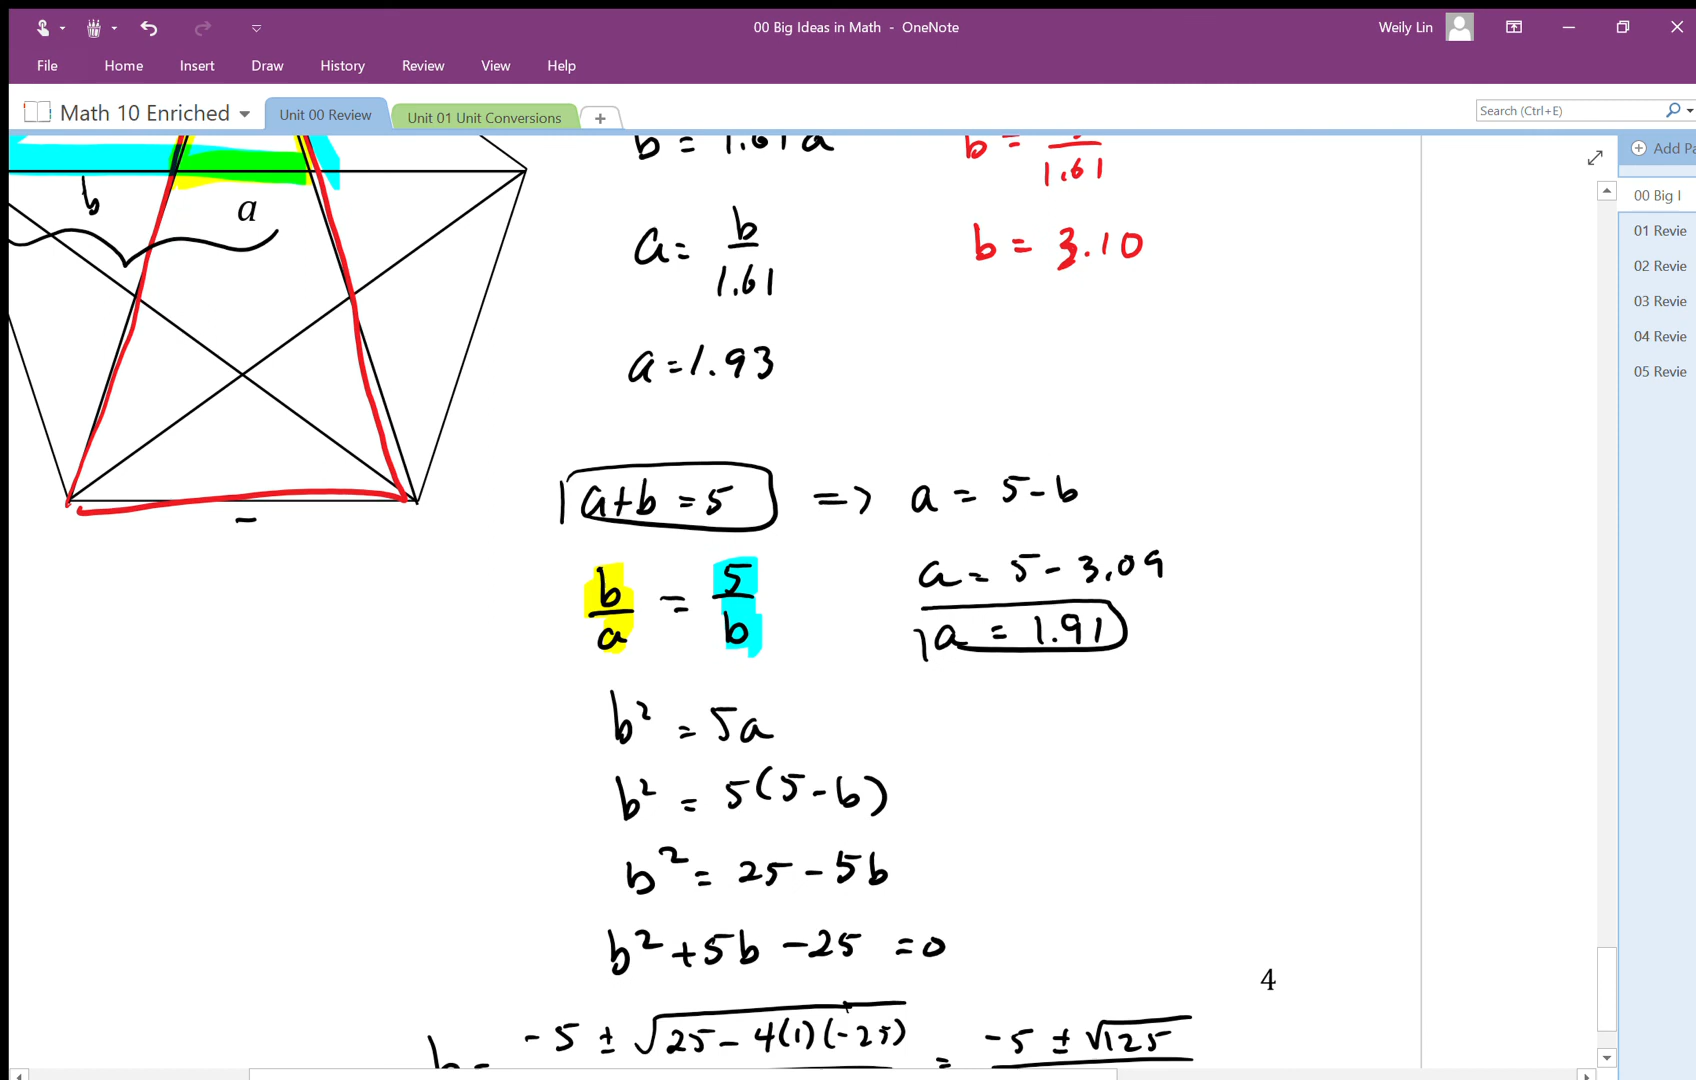 00 Big Ideas in Math - OneNote
Weily Lin
File Home Insert Draw History Review View Help
Math 10 Enriched
Unit 00 Review
Unit 01 Unit Conversions
Search (Ctrl+E)
Add Pa
00 Big I
01 Revie
02 Revie
03 Revie
04 Revie
05 Revie
b
a
b = 1.61a
a = b/1.61
a = 1.93
1.61
b = 3.10
a+b = 5 => a = 5-b
b/a = 5/b
a = 5 - 3.09
a = 1.91
b² = 5a
b² = 5(5-b)
b² = 25 - 5b
b² + 5b - 25 = 0
4
-5 ± √25 - 4(1)(-25) = -5 ± √125